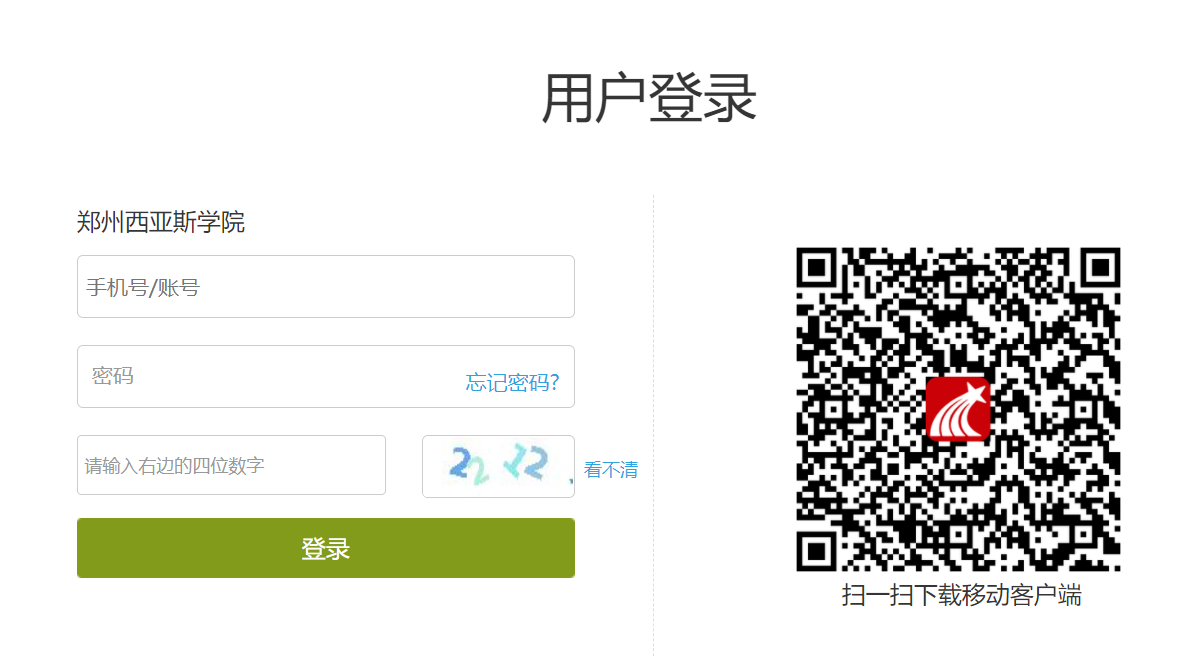 用户登录
郑州西亚斯学院
手机号/账号
密码
忘记密码?
请输入右边的四位数字
看不清
登录
扫一扫下载移动客户端